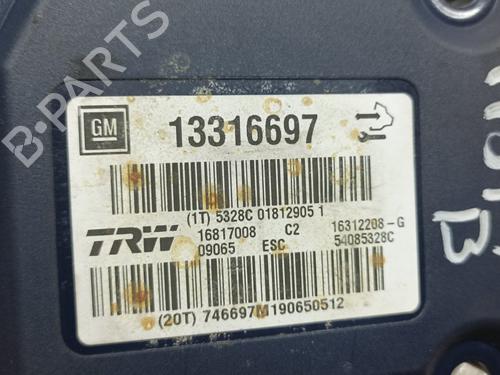 B-PARTS
GM
13316697
(1T) 5328C 01812905 1
TRW
16817008 C2 16312208-G
09065 ESC 54085328C
(20T) 746697M190650512